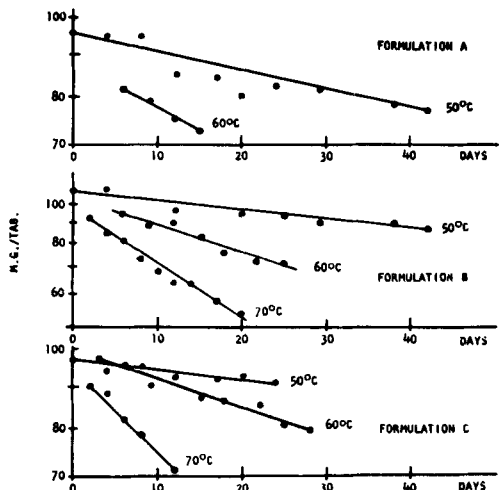 100
FORMULATION A
80
60°C
50°C
70
0 10 20 30 40 DAYS
M.G./TAB.
100
50°C
80
60°C
60
FORMULATION B
70°C
0 10 20 30 40 DAYS
100
50°C
60°C
80
FORMULATION C
70°C
70
0 10 20 30 40 DAYS